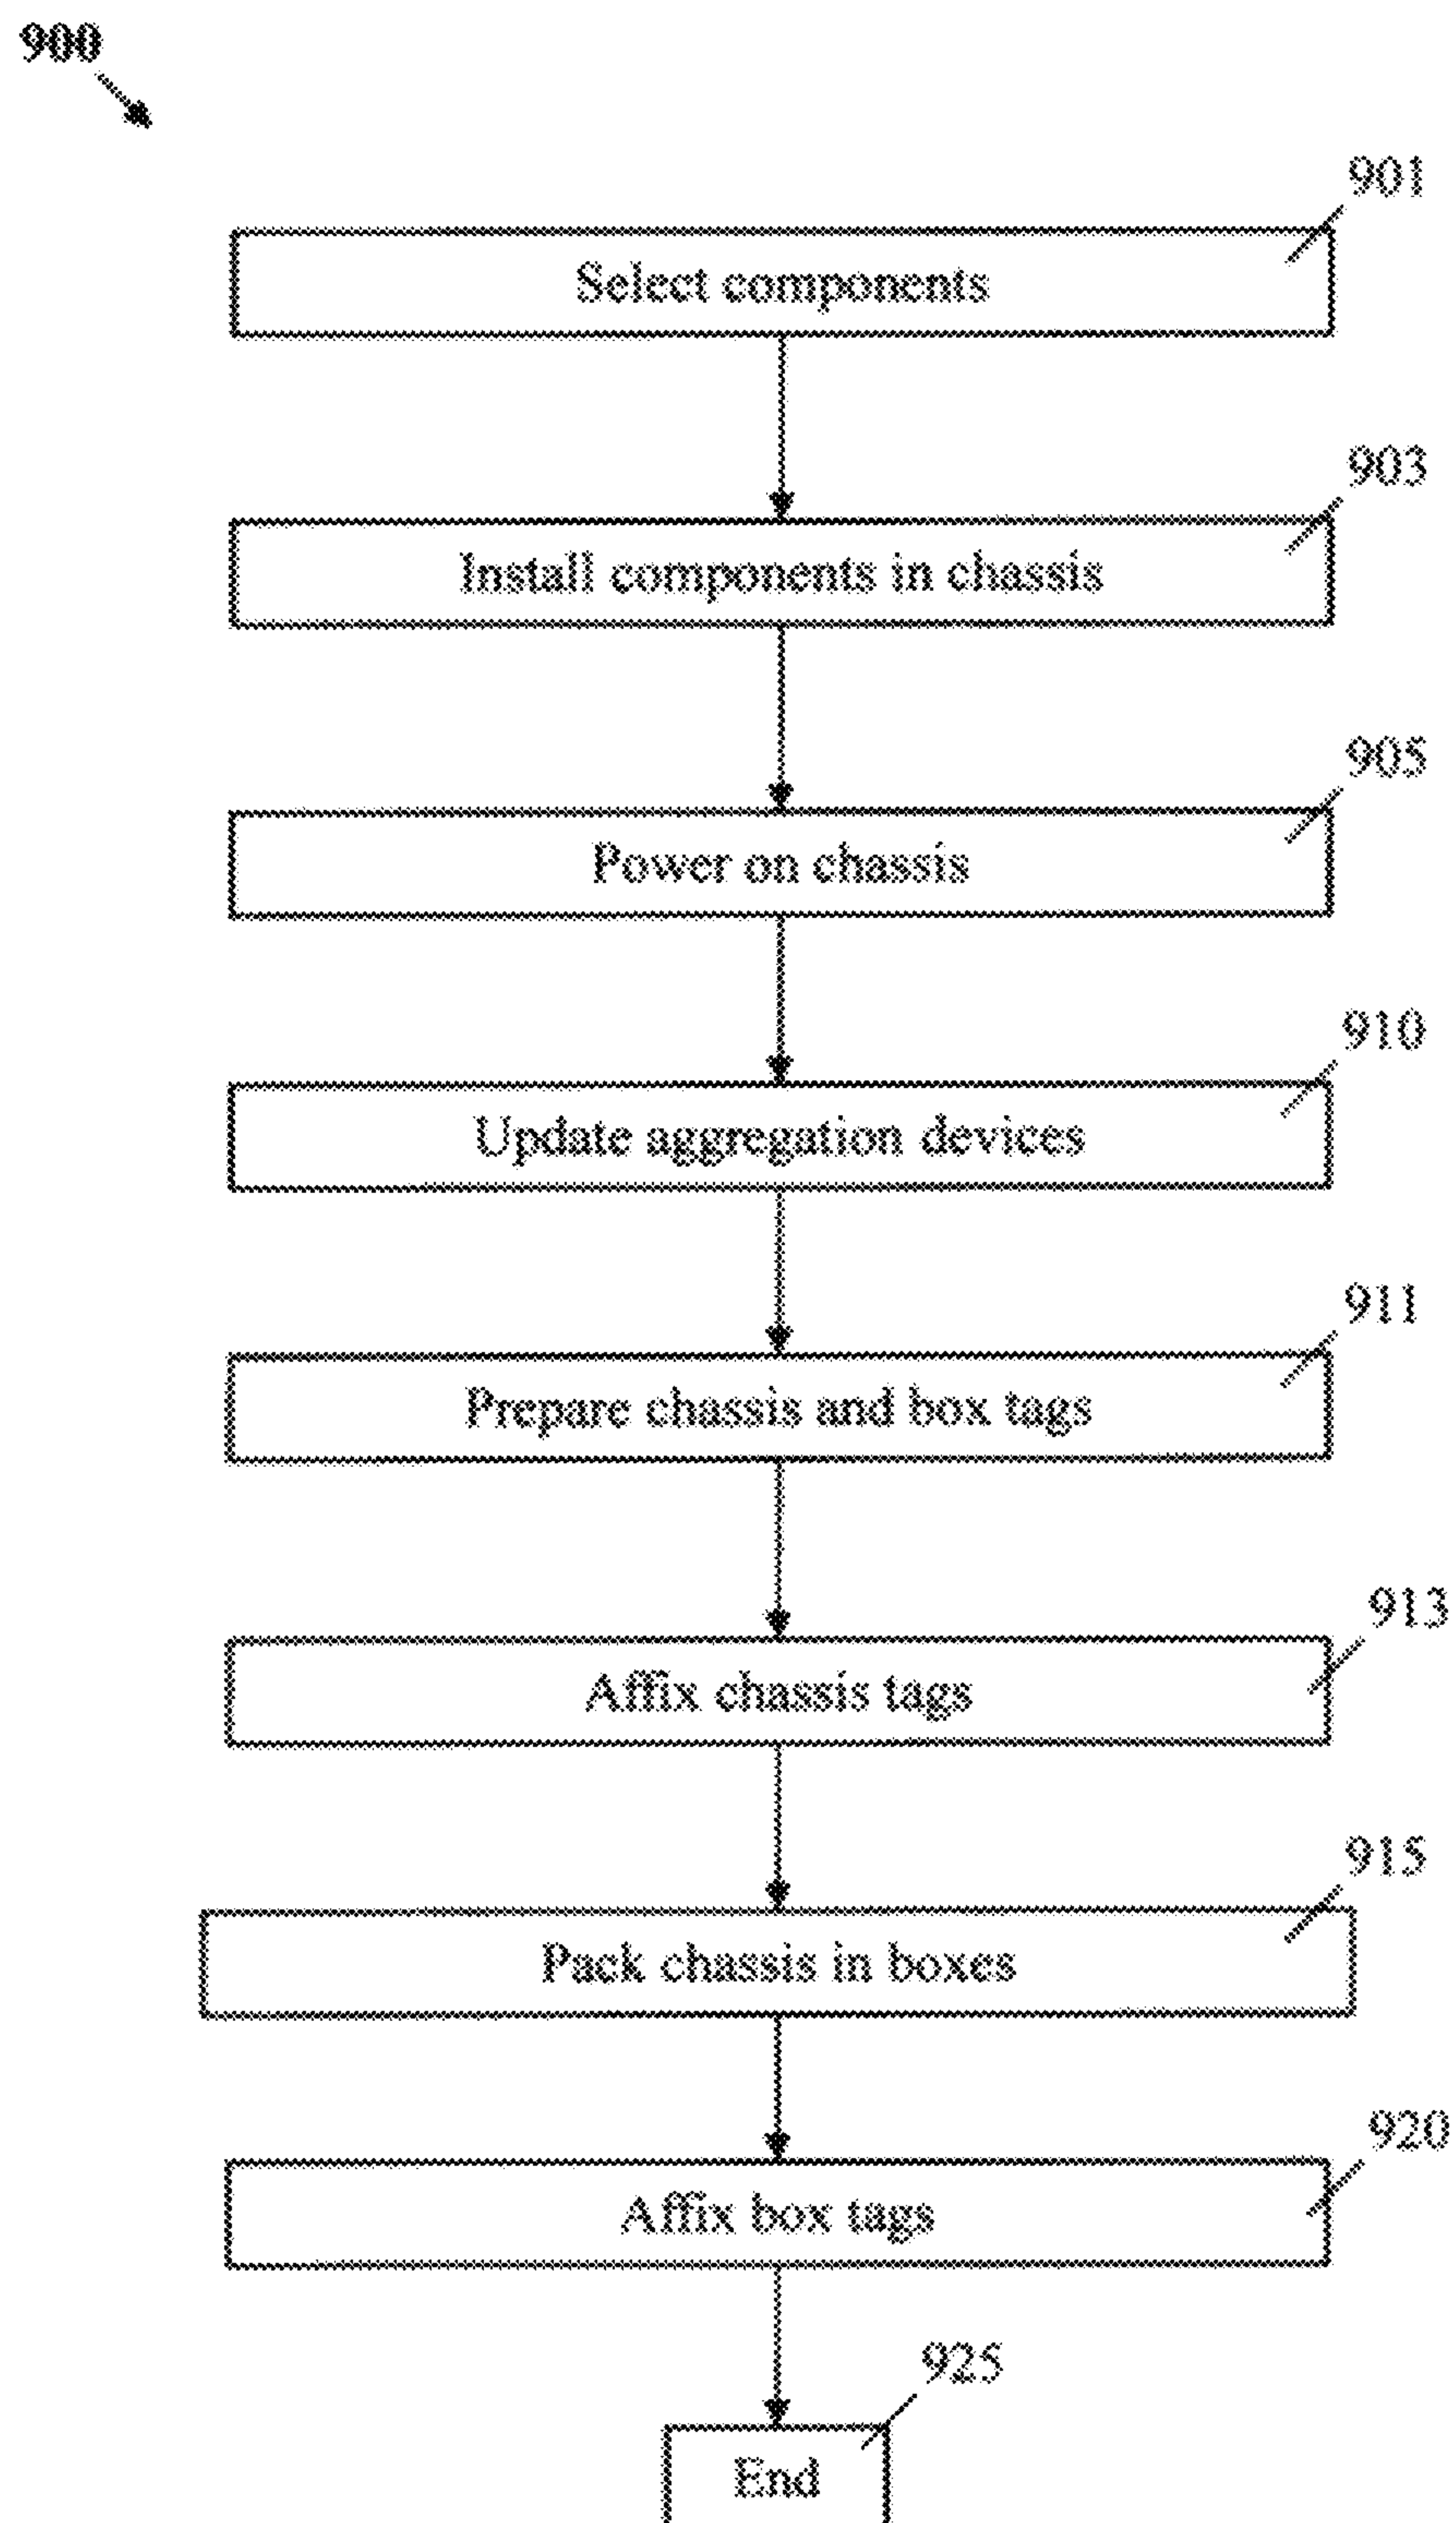 900
901
Select components
903
Install components in chassis
905
Power on chassis
910
Update aggregation devices
911
Prepare chassis and box tags
913
Affix chassis tags
915
Pack chassis in boxes
920
Affix box tags
925
End